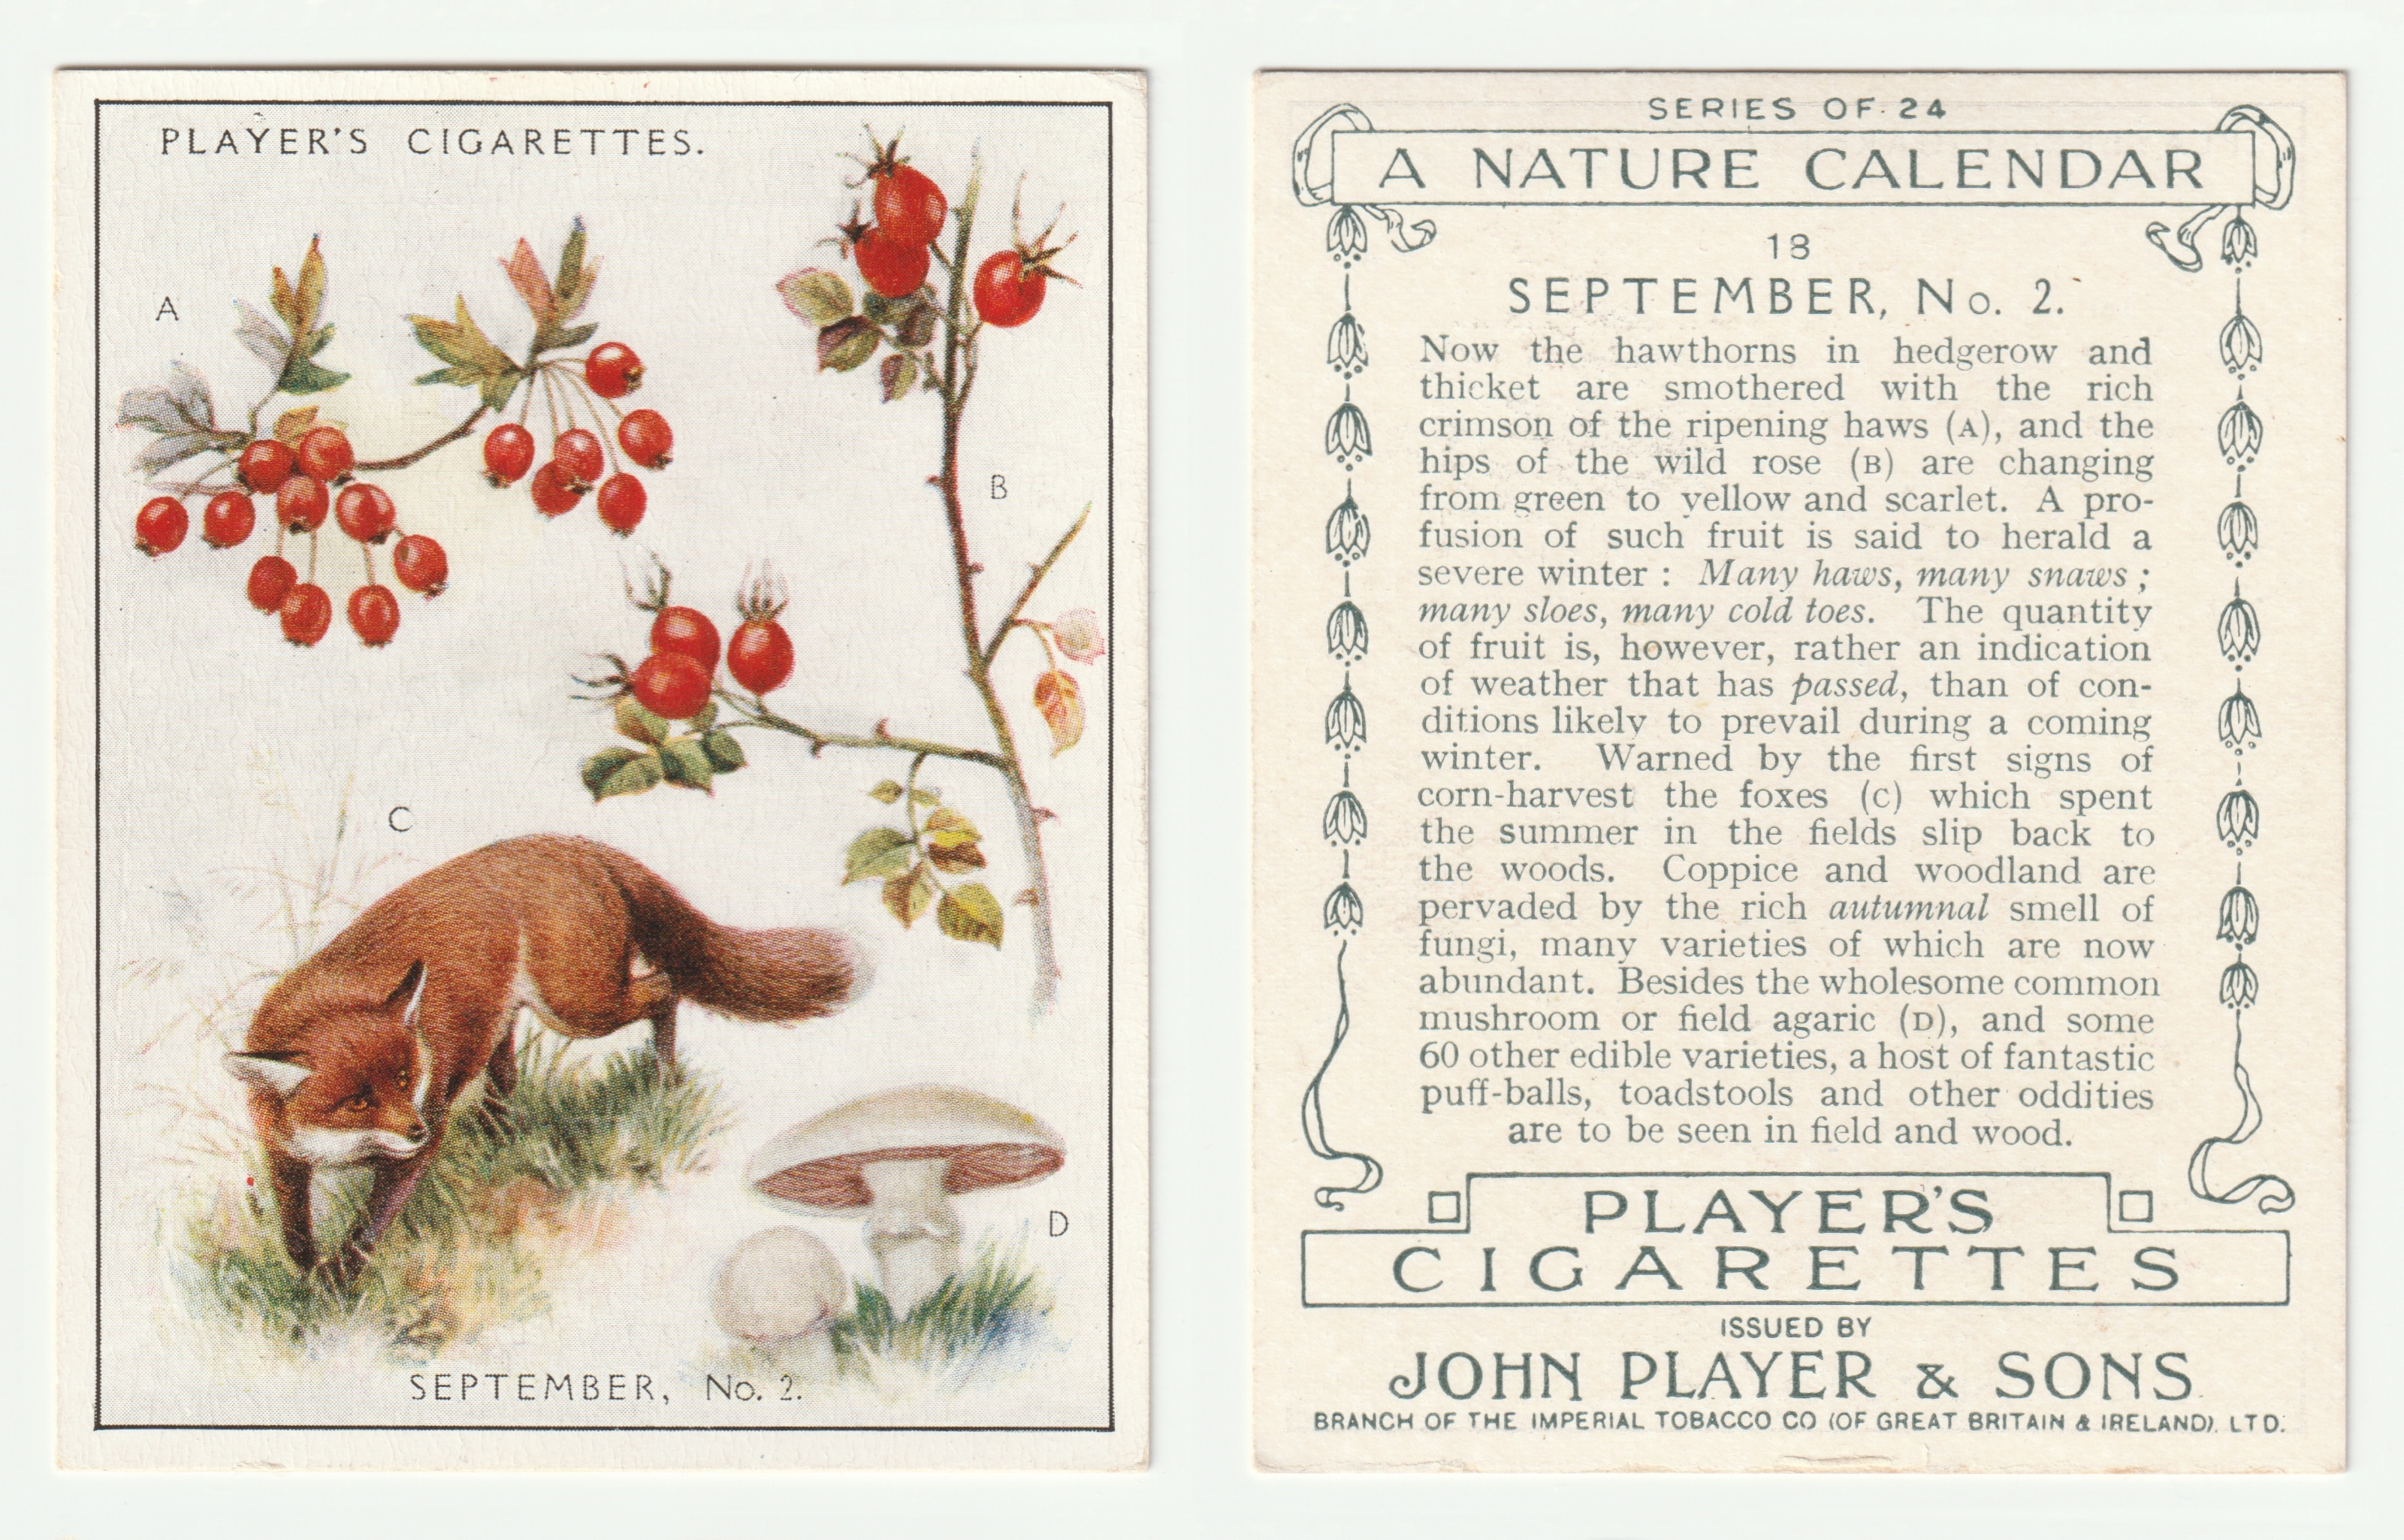 PLAYER'S CIGARETTES.
A
B
C
D
SEPTEMBER, No. 2.
SERIES OF 24
A NATURE CALENDAR
18
SEPTEMBER, No. 2.
Now the hawthorns in hedgerow and
thicket are smothered with the rich
crimson of the ripening haws (A), and the
hips of the wild rose (B) are changing
from green to yellow and scarlet. A pro-
fusion of such fruit is said to herald a
severe winter : Many haws, many snaws ;
many sloes, many cold toes. The quantity
of fruit is, however, rather an indication
of weather that has passed, than of con-
ditions likely to prevail during a coming
winter. Warned by the first signs of
corn-harvest the foxes (C) which spent
the summer in the fields slip back to
the woods. Coppice and woodland are
pervaded by the rich autumnal smell of
fungi, many varieties of which are now
abundant. Besides the wholesome common
mushroom or field agaric (D), and some
60 other edible varieties, a host of fantastic
puff-balls, toadstools and other oddities
are to be seen in field and wood.
PLAYER'S
CIGARETTES
ISSUED BY
JOHN PLAYER & SONS
BRANCH OF THE IMPERIAL TOBACCO CO (OF GREAT BRITAIN & IRELAND), LTD.